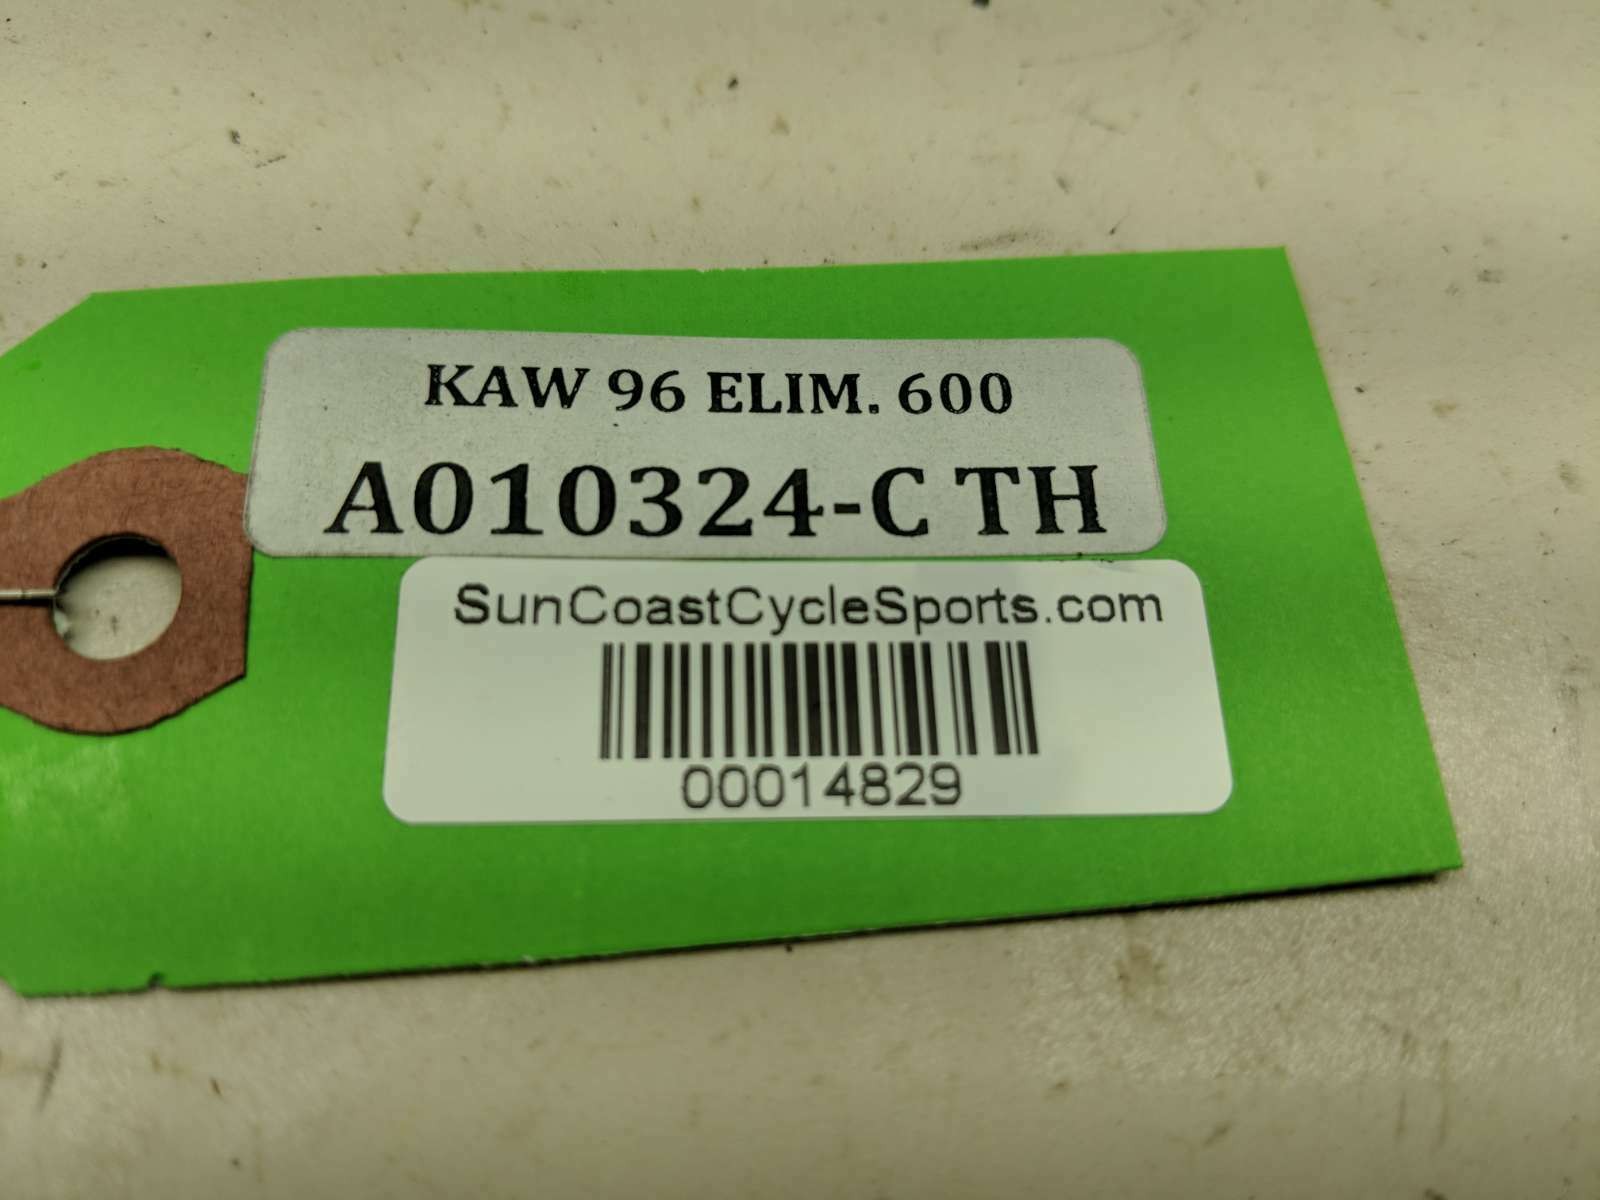 KAW 96 ELIM. 600
A010324-C TH
SunCoastCycleSports.com
00014829